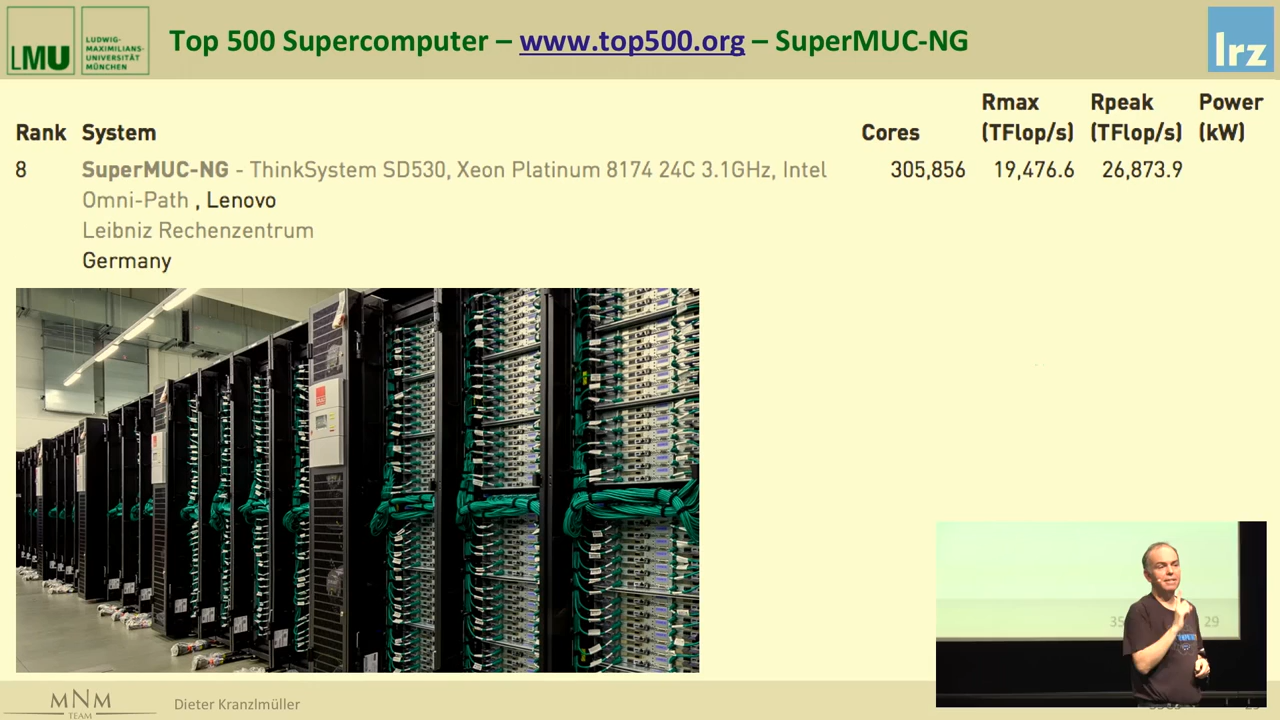 LMU
LUDWIG-
MAXIMILIANS-
UNIVERSITÄT
MÜNCHEN
Top 500 Supercomputer – www.top500.org – SuperMUC-NG
lrz
Rank System Cores Rmax (TFlop/s) Rpeak (TFlop/s) Power (kW)
8 SuperMUC-NG - ThinkSystem SD530, Xeon Platinum 8174 24C 3.1GHz, Intel 305,856 19,476.6 26,873.9
Omni-Path , Lenovo
Leibniz Rechenzentrum
Germany
29
MNM
TEAM
Dieter Kranzlmüller